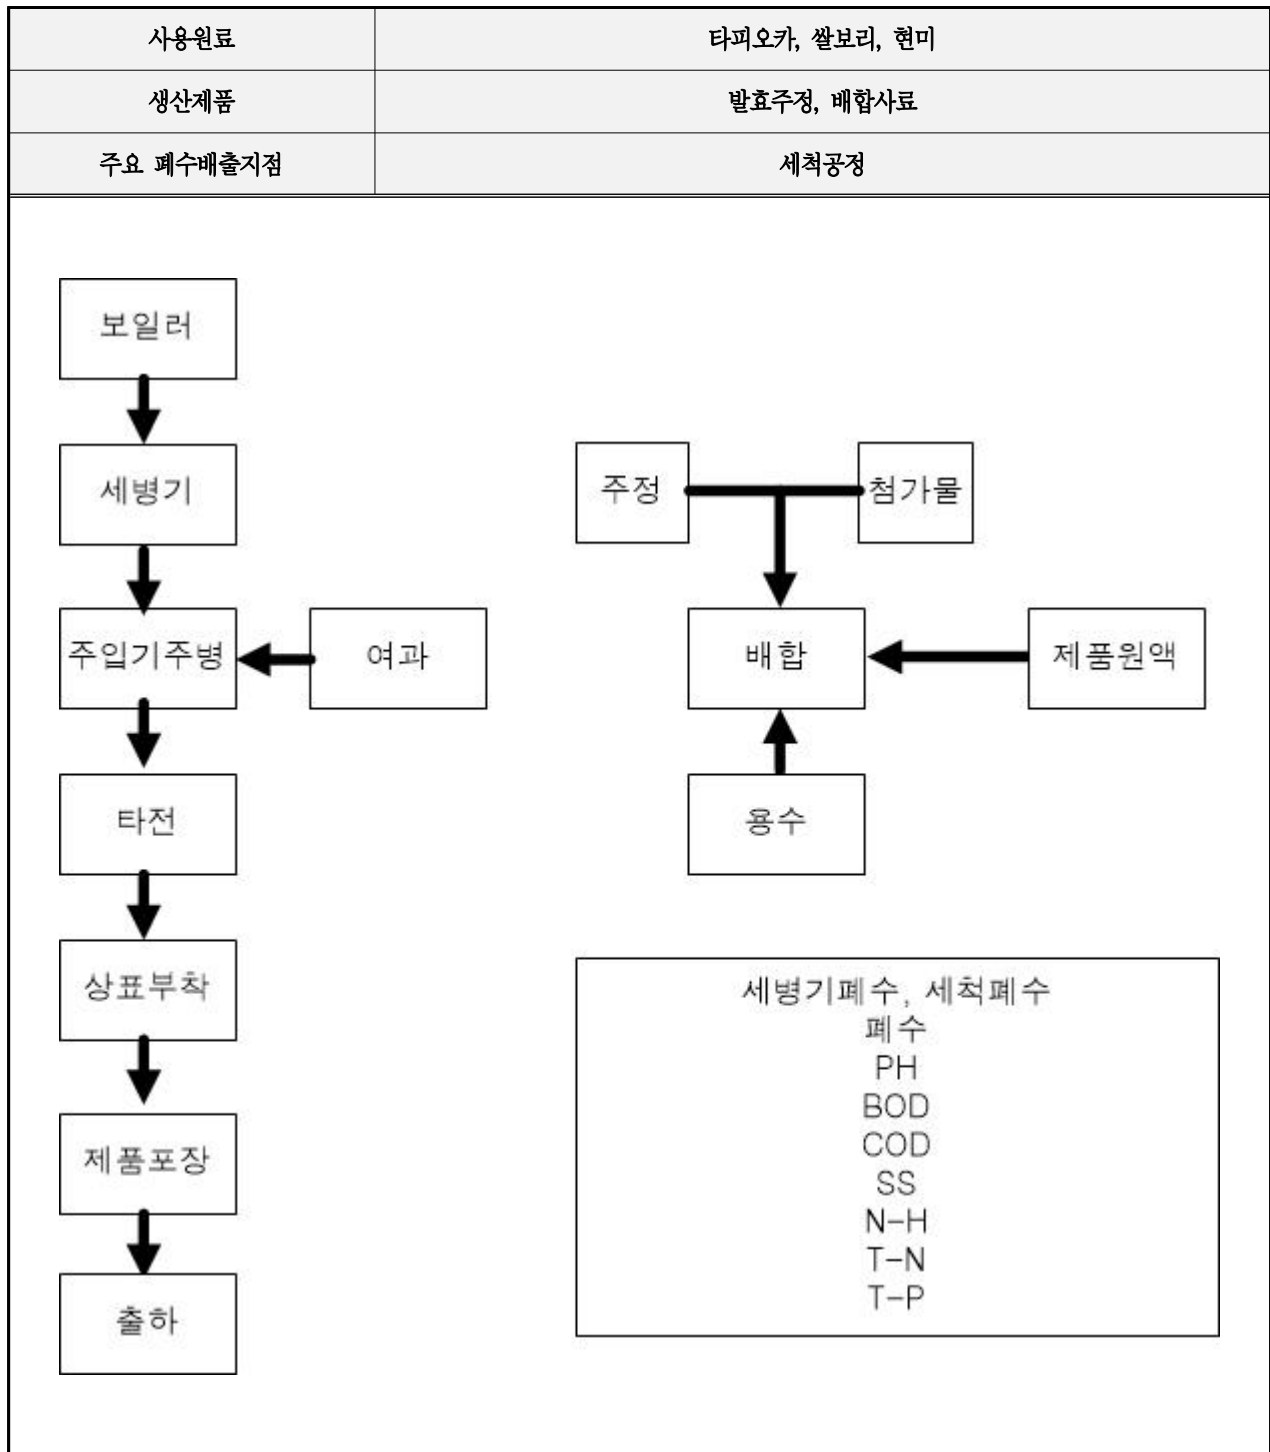 사용원료 타피오카, 쌀보리, 현미
생산제품 발효주정, 배합사료
주요 폐수배출지점 세척공정
보일러
세병기
주정 첨가물
주입기주병 여과 배합 제품원액
타전 용수
상표부착
세병기폐수, 세척폐수
폐수
PH
BOD
COD
SS
N-H
T-N
T-P
제품포장
출하